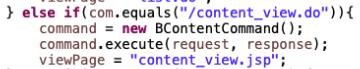 } else if(com.equals("/content_view.do")){
command = new BContentCommand();
command.execute(request, response);
viewPage = "content_view.jsp";